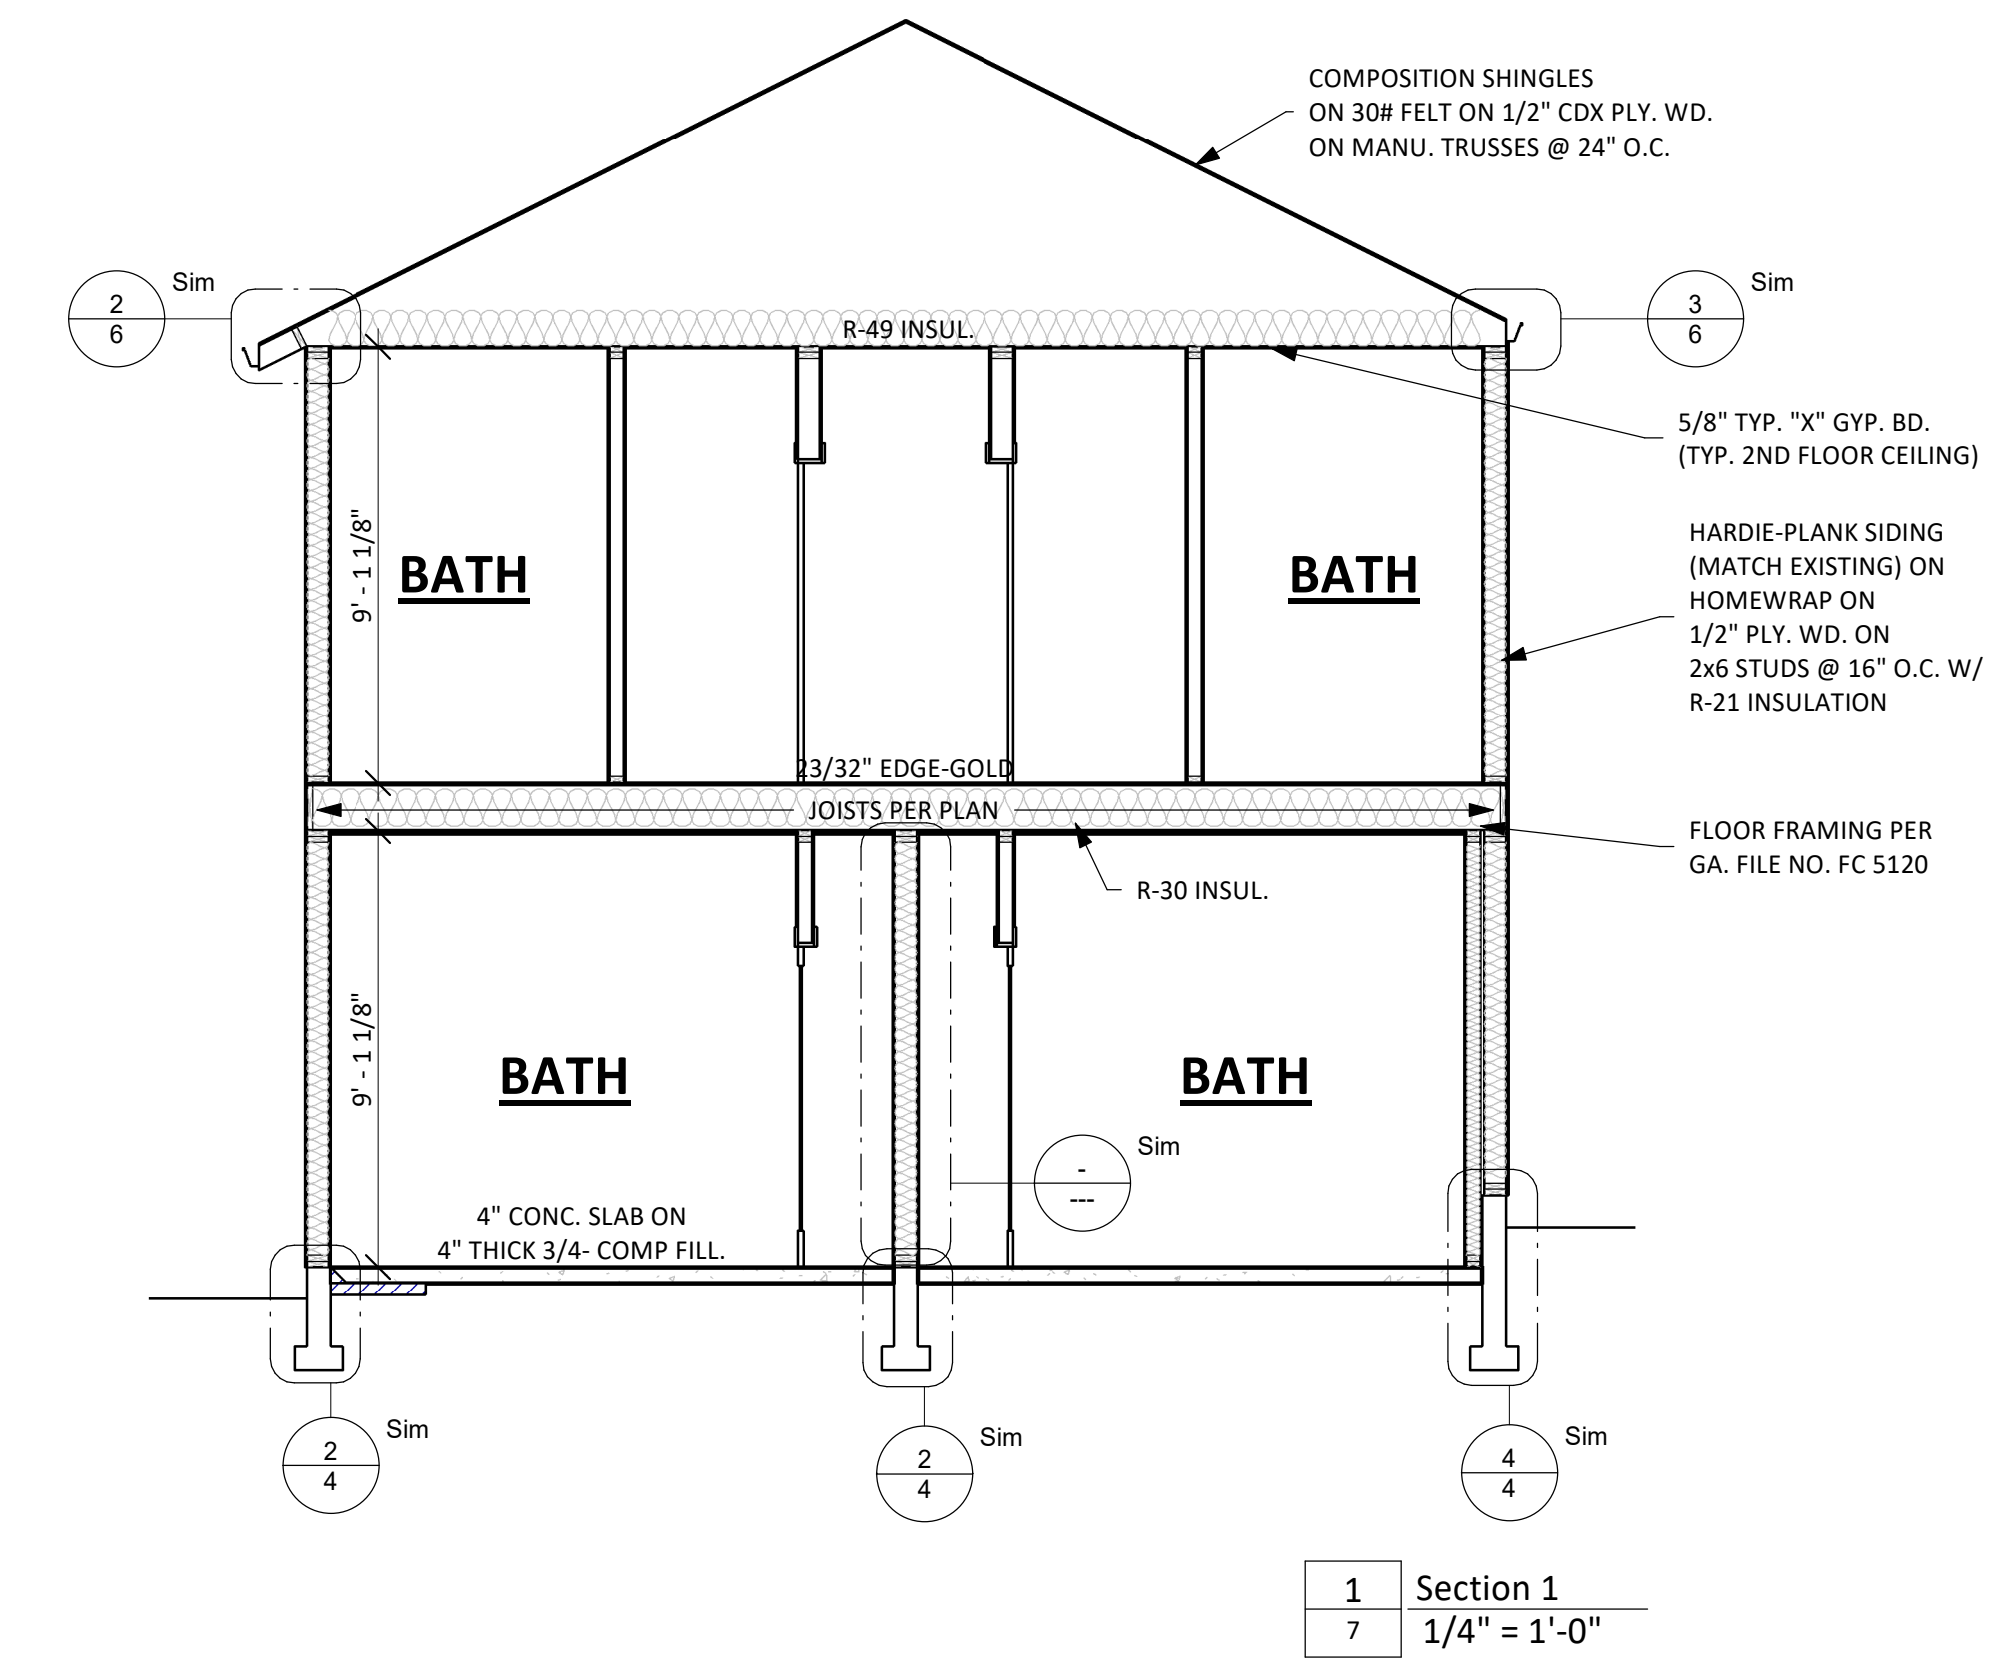 COMPOSITION SHINGLES
ON 30# FELT ON 1/2" CDX PLY. WD.
ON MANU. TRUSSES @ 24" O.C.
2
6
Sim
3
6
Sim
R-49 INSUL.
5/8" TYP. "X" GYP. BD.
(TYP. 2ND FLOOR CEILING)
9' - 1 1/8"
BATH
BATH
HARDIE-PLANK SIDING
(MATCH EXISTING) ON
HOMEWRAP ON
1/2" PLY. WD. ON
2x6 STUDS @ 16" O.C. W/
R-21 INSULATION
23/32" EDGE-GOLD
JOISTS PER PLAN
FLOOR FRAMING PER
GA. FILE NO. FC 5120
R-30 INSUL.
9' - 1 1/8"
BATH
BATH
-
---
Sim
4" CONC. SLAB ON
4" THICK 3/4- COMP FILL.
2
4
Sim
2
4
Sim
4
4
Sim
1
7
Section 1
1/4" = 1'-0"